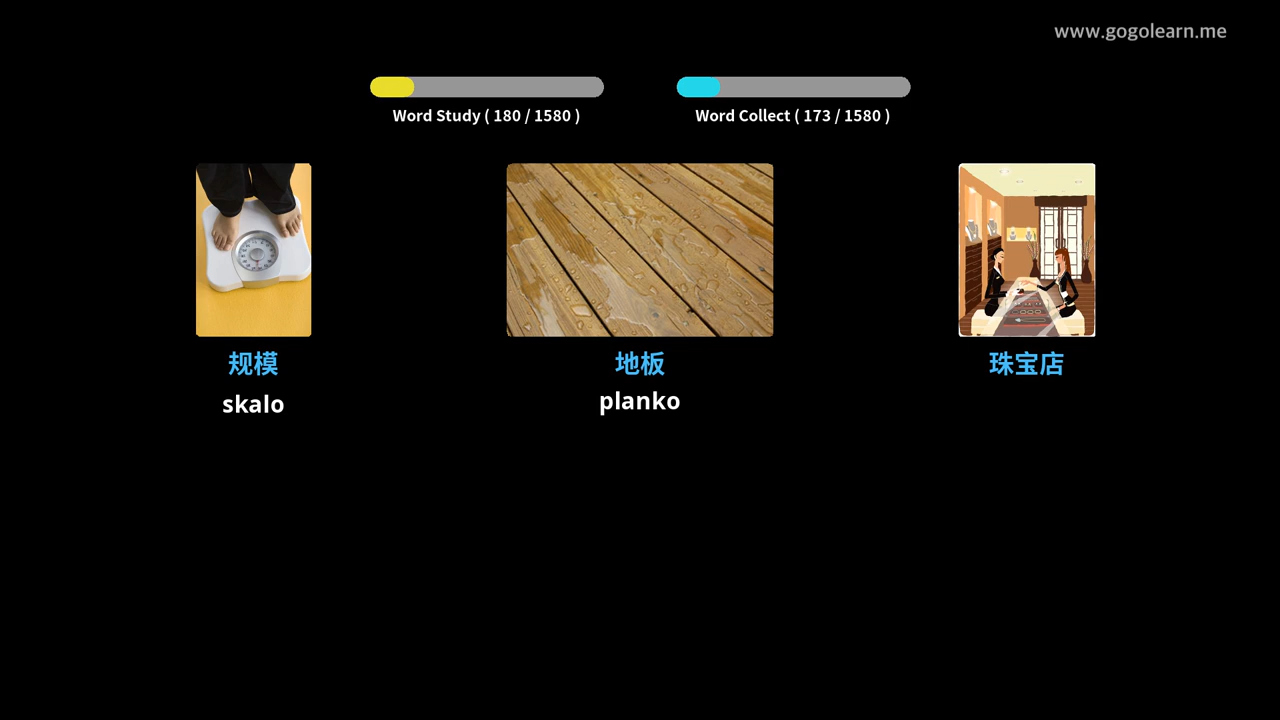 www.gogolearn.me
Word Study ( 180 / 1580 )
Word Collect ( 173 / 1580 )
规模
地板
珠宝店
skalo
planko